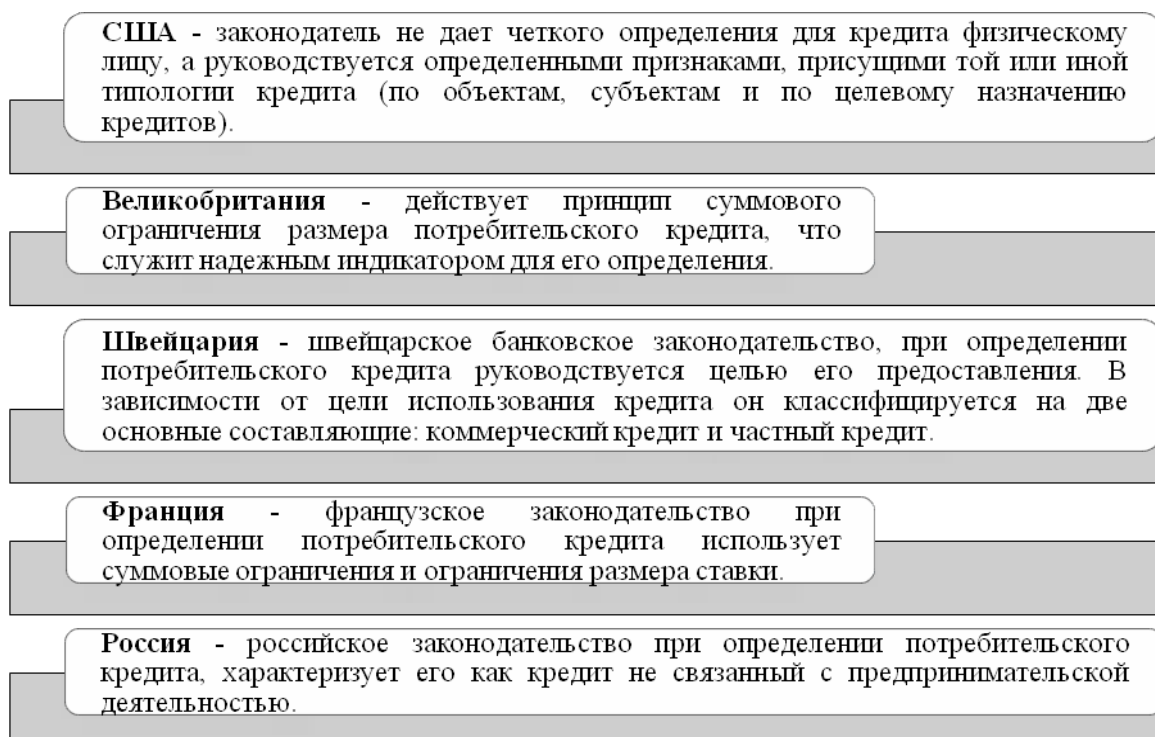 США - законодатель не дает четкого определения для кредита физическому
лицу, а руководствуется определенными признаками, присущими той или иной
типологии кредита (по объектам, субъектам и по целевому назначению
кредитов).
Великобритания - действует принцип суммового
ограничения размера потребительского кредита, что
служит надежным индикатором для его определения.
Швейцария - швейцарское банковское законодательство, при определении
потребительского кредита руководствуется целью его предоставления. В
зависимости от цели использования кредита он классифицируется на две
основные составляющие: коммерческий кредит и частный кредит.
Франция - французское законодательство при
определении потребительского кредита использует
суммовые ограничения и ограничения размера ставки.
Россия - российское законодательство при определении потребительского
кредита, характеризует его как кредит не связанный с предпринимательской
деятельностью.